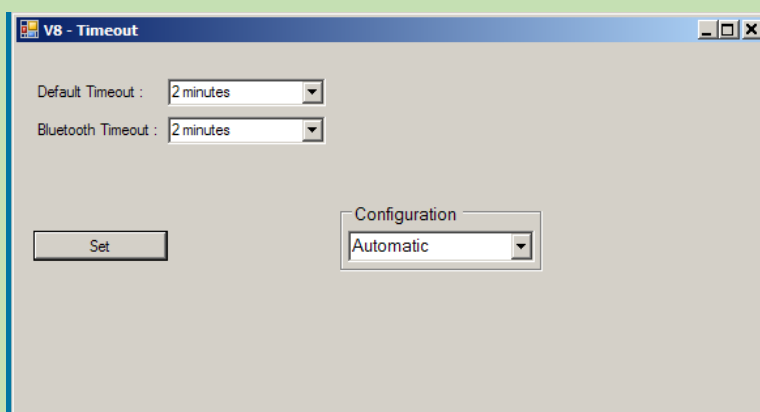 V8 - Timeout
Default Timeout : 2 minutes
Bluetooth Timeout : 2 minutes
Configuration
Set
Automatic